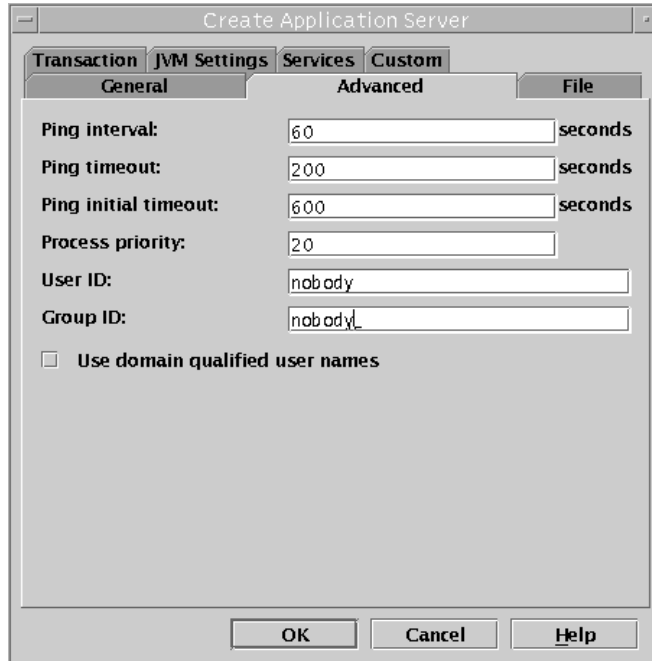 Create Application Server
Transaction JVM Settings Services Custom
General Advanced File
Ping interval: 60 seconds
Ping timeout: 200 seconds
Ping initial timeout: 600 seconds
Process priority: 20
User ID: nobody
Group ID: nobody
Use domain qualified user names
OK Cancel Help